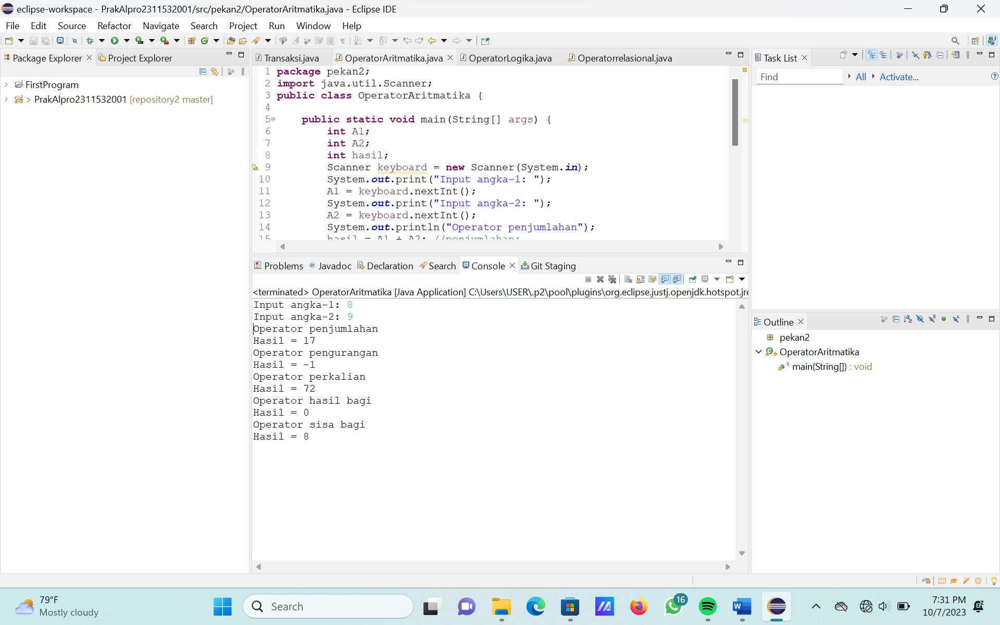 eclipse-workspace - PrakAlpro2311532001/src/pekan2/OperatorAritmatika.java - Eclipse IDE
File Edit Source Refactor Navigate Search Project Run Window Help
Package Explorer Project Explorer
FirstProgram
> PrakAlpro2311532001 [repository2 master]
Transaksi.java OperatorAritmatika.java OperatorLogika.java Operatorrelasional.java
1 package pekan2;
2 import java.util.Scanner;
3 public class OperatorAritmatika {
4
5 public static void main(String[] args) {
6 int A1;
7 int A2;
8 int hasil;
9 Scanner keyboard = new Scanner(System.in);
10 System.out.print("Input angka-1: ");
11 A1 = keyboard.nextInt();
12 System.out.print("Input angka-2: ");
13 A2 = keyboard.nextInt();
14 System.out.println("Operator penjumlahan");
15 hasil = A1 + A2; //penjumlahan;
Problems Javadoc Declaration Search Console Git Staging
<terminated> OperatorAritmatika [Java Application] C:\Users\USER\.p2\pool\plugins\org.eclipse.justj.openjdk.hotspot.jre
Input angka-1: 8
Input angka-2: 9
Operator penjumlahan
Hasil = 17
Operator pengurangan
Hasil = -1
Operator perkalian
Hasil = 72
Operator hasil bagi
Hasil = 0
Operator sisa bagi
Hasil = 8
Task List
Find All Activate...
Outline
pekan2
OperatorAritmatika
main(String[]) : void
79°F
Mostly cloudy
Search
16
7:31 PM
10/7/2023